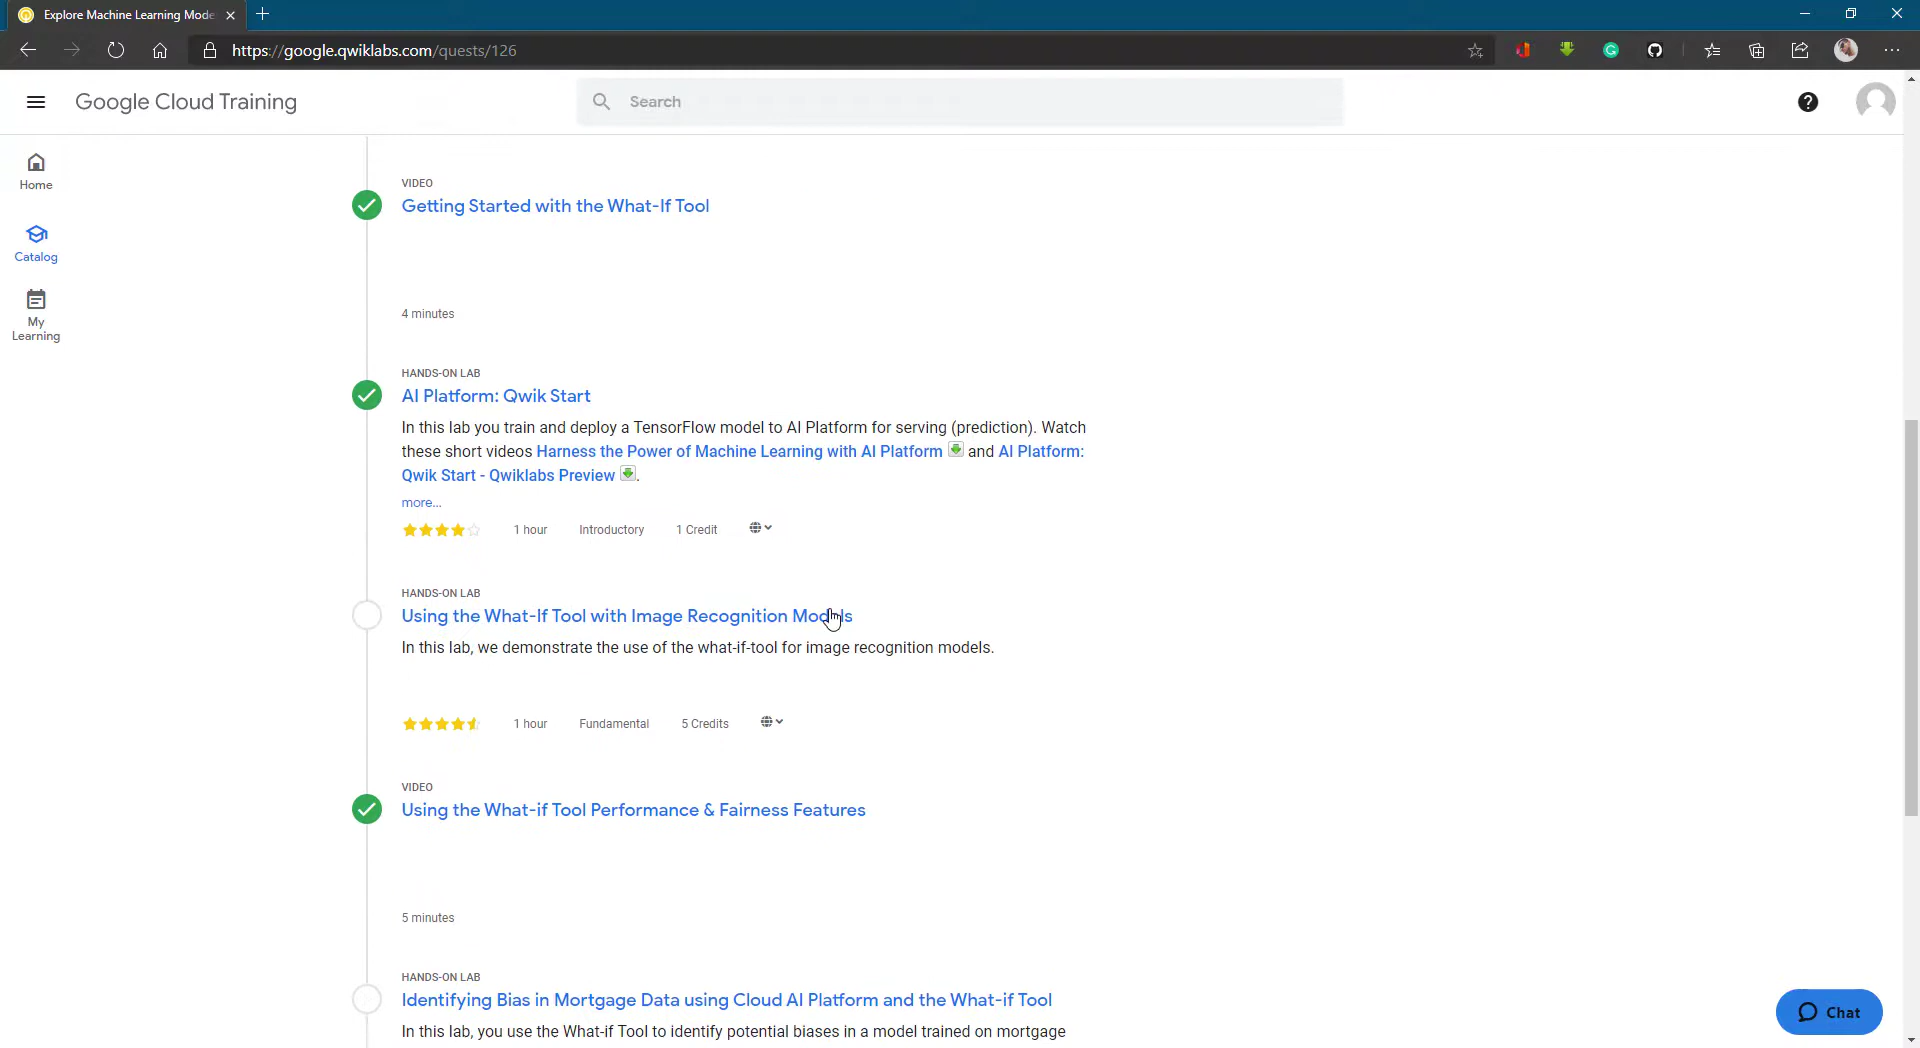 Explore Machine Learning Mode
https://google.qwiklabs.com/quests/126
Google Cloud Training
Search
Home
Catalog
My
Learning
VIDEO
Getting Started with the What-If Tool
4 minutes
HANDS-ON LAB
AI Platform: Qwik Start
In this lab you train and deploy a TensorFlow model to AI Platform for serving (prediction). Watch
these short videos Harness the Power of Machine Learning with AI Platform and AI Platform:
Qwik Start - Qwiklabs Preview .
more...
1 hour Introductory 1 Credit
HANDS-ON LAB
Using the What-If Tool with Image Recognition Models
In this lab, we demonstrate the use of the what-if-tool for image recognition models.
1 hour Fundamental 5 Credits
VIDEO
Using the What-if Tool Performance & Fairness Features
5 minutes
HANDS-ON LAB
Identifying Bias in Mortgage Data using Cloud AI Platform and the What-if Tool
In this lab, you use the What-if Tool to identify potential biases in a model trained on mortgage
Chat